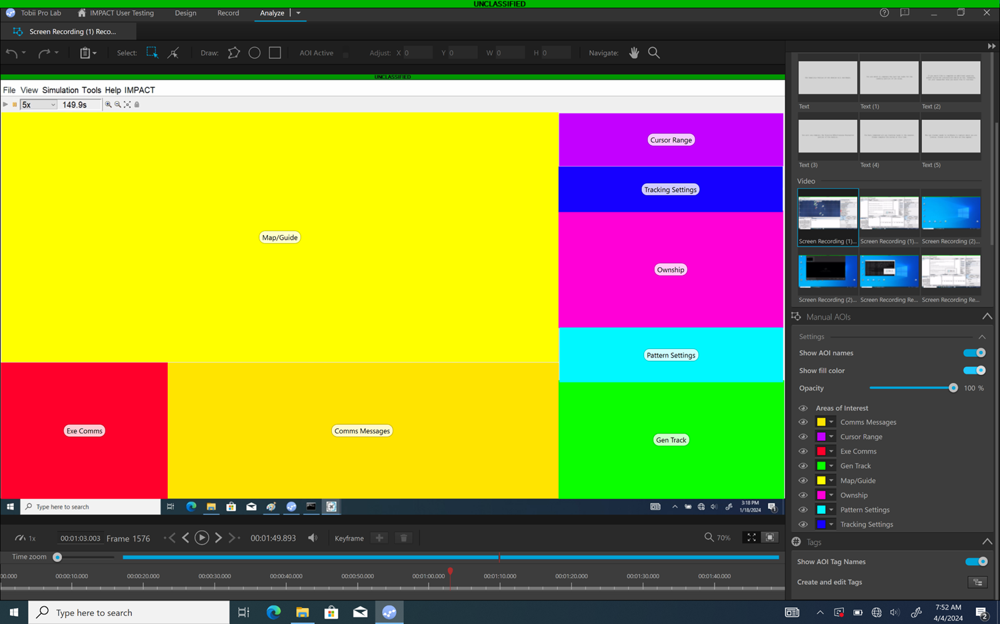 UNCLASSIFIED
Tobii Pro Lab
IMPACT User Testing
Design
Record
Analyze
Screen Recording (1) Reco...
Select:
Draw:
AOI Active
Adjust:
X 0
Y 0
W 0
H 0
Navigate:
UNCLASSIFIED
File View Simulation Tools Help IMPACT
5x
149.9s
Map/Guide
Cursor Range
Tracking Settings
Ownship
Pattern Settings
Gen Track
Exe Comms
Comms Messages
Type here to search
3:18 PM
1/18/2024
1
1x
00:01:03.003
Frame 1576
00:01:49.893
Keyframe
70%
Time zoom
00.000
00:00:10.000
00:00:20.000
00:00:30.000
00:00:40.000
00:00:50.000
00:01:00.000
00:01:10.000
00:01:20.000
00:01:30.000
00:01:40.000
Text
Text (1)
Text (2)
Text (3)
Text (4)
Text (5)
Video
Screen Recording (1)...
Screen Recording (1)...
Screen Recording (2)...
Screen Recording (2)...
Screen Recording Re...
Screen Recording Re...
Manual AOIs
Settings
Show AOI names
Show fill color
Opacity
100 %
Areas of Interest
Comms Messages
Cursor Range
Exe Comms
Gen Track
Map/Guide
Ownship
Pattern Settings
Tracking Settings
Tags
Show AOI Tag Names
Create and edit Tags
Type here to search
7:52 AM
4/4/2024
2